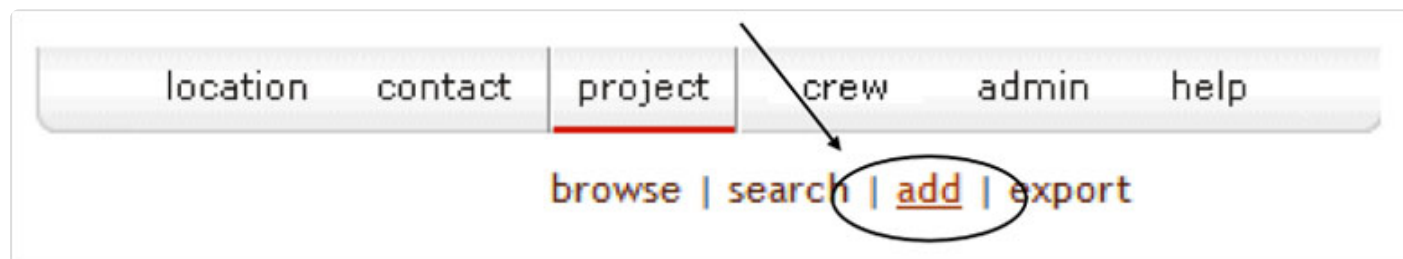 location contact project crew admin help
browse | search | add | export